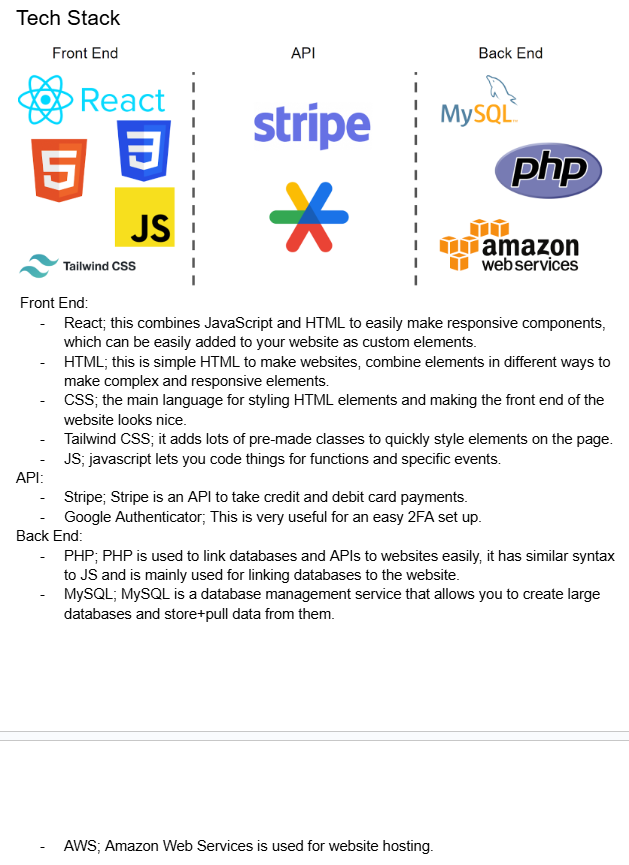 Tech Stack
Front End
API
Back End
React
stripe
MySQL
5
3
php
JS
amazon
webservices
Tailwind CSS
Front End:
- React; this combines JavaScript and HTML to easily make responsive components,
which can be easily added to your website as custom elements.
- HTML; this is simple HTML to make websites, combine elements in different ways to
make complex and responsive elements.
- CSS; the main language for styling HTML elements and making the front end of the
website looks nice.
- Tailwind CSS; it adds lots of pre-made classes to quickly style elements on the page.
- JS; javascript lets you code things for functions and specific events.
API:
- Stripe; Stripe is an API to take credit and debit card payments.
- Google Authenticator; This is very useful for an easy 2FA set up.
Back End:
- PHP; PHP is used to link databases and APIs to websites easily, it has similar syntax
to JS and is mainly used for linking databases to the website.
- MySQL; MySQL is a database management service that allows you to create large
databases and store+pull data from them.
- AWS; Amazon Web Services is used for website hosting.